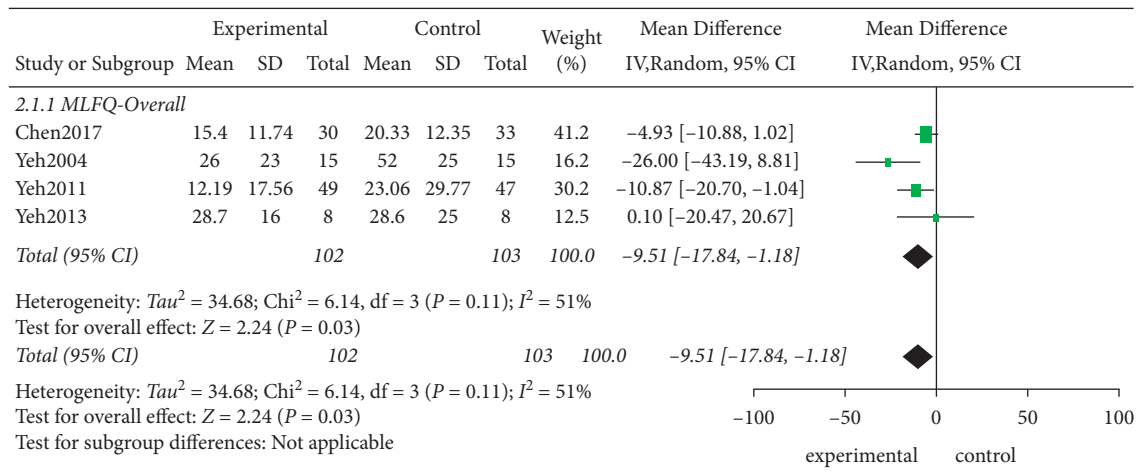 Experimental Control Weight Mean Difference Mean Difference
Study or Subgroup Mean SD Total Mean SD Total (%) IV,Random, 95% CI IV,Random, 95% CI
2.1.1 MLFQ-Overall
Chen2017 15.4 11.74 30 20.33 12.35 33 41.2 –4.93 [–10.88, 1.02]
Yeh2004 26 23 15 52 25 15 16.2 –26.00 [–43.19, 8.81]
Yeh2011 12.19 17.56 49 23.06 29.77 47 30.2 –10.87 [–20.70, –1.04]
Yeh2013 28.7 16 8 28.6 25 8 12.5 0.10 [–20.47, 20.67]
Total (95% CI) 102 103 100.0 –9.51 [–17.84, –1.18]
Heterogeneity: Tau² = 34.68; Chi² = 6.14, df = 3 (P = 0.11); I² = 51%
Test for overall effect: Z = 2.24 (P = 0.03)
Total (95% CI) 102 103 100.0 –9.51 [–17.84, –1.18]
Heterogeneity: Tau² = 34.68; Chi² = 6.14, df = 3 (P = 0.11); I² = 51%
Test for overall effect: Z = 2.24 (P = 0.03)
Test for subgroup differences: Not applicable
–100 –50 0 50 100
experimental control